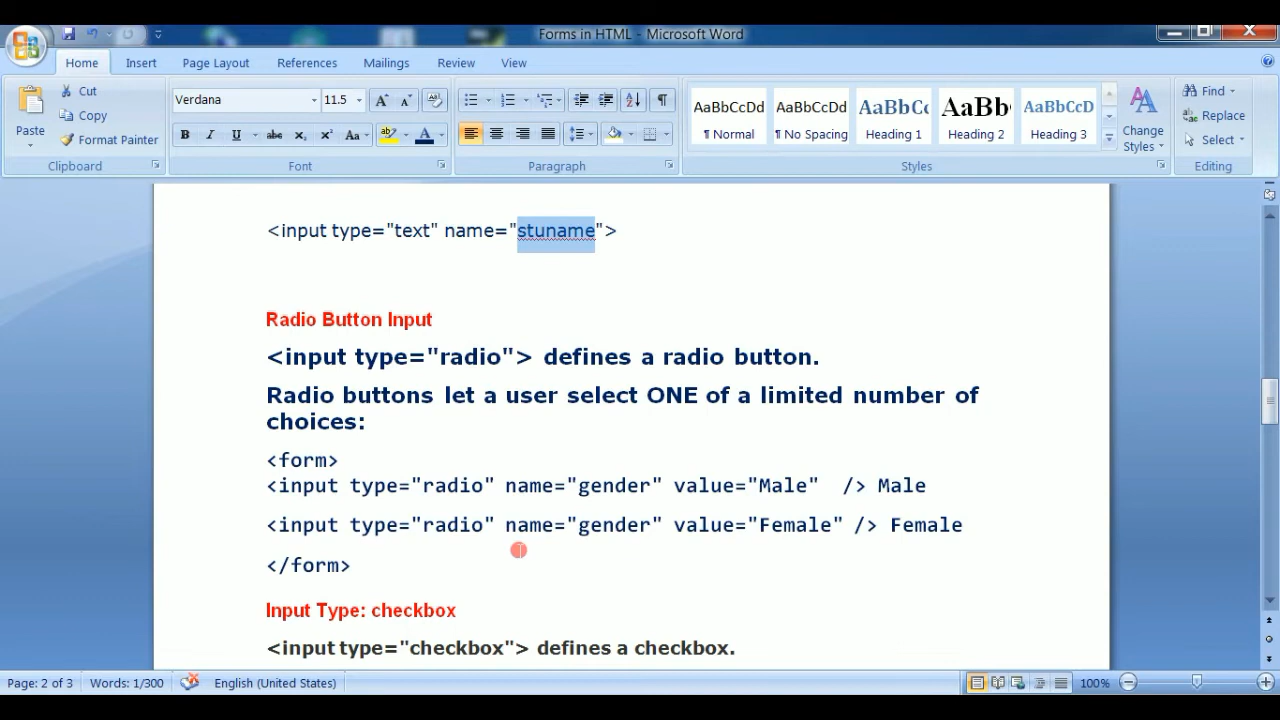 Forms in HTML - Microsoft Word
Home Insert Page Layout References Mailings Review View
Paste
Cut
Copy
Format Painter
Clipboard
Verdana 11.5
Font
Paragraph
AaBbCcDd AaBbCcDd AaBbCc AaBb AaBbCcD
¶ Normal ¶ No Spacing Heading 1 Heading 2 Heading 3
Change
Styles
Styles
Find
Replace
Select
Editing
<input type="text" name="stuname">
Radio Button Input
<input type="radio"> defines a radio button.
Radio buttons let a user select ONE of a limited number of
choices:
<form>
<input type="radio" name="gender" value="Male"  /> Male
<input type="radio" name="gender" value="Female" /> Female
</form>
Input Type: checkbox
<input type="checkbox"> defines a checkbox.
Page: 2 of 3 Words: 1/300 English (United States) 100%